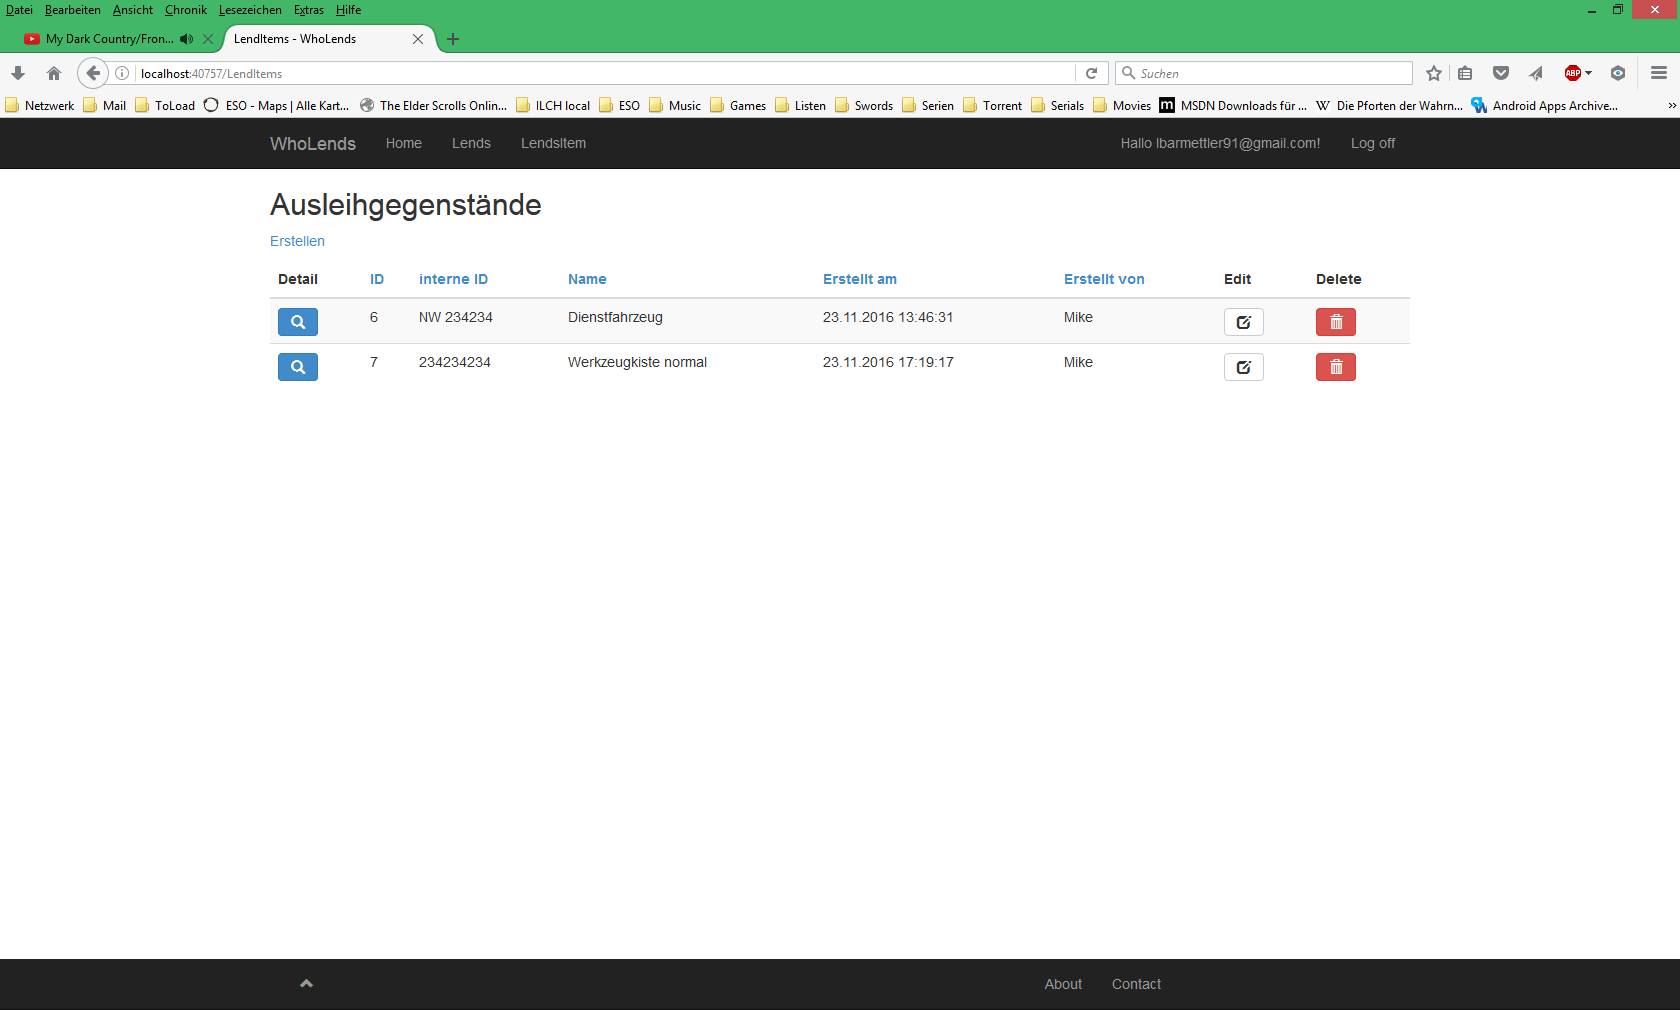 Datei Bearbeiten Ansicht Chronik Lesezeichen Extras Hilfe
My Dark Country/Fron... LendItems - WhoLends
localhost:40757/LendItems Suchen ABP
Netzwerk Mail ToLoad ESO - Maps | Alle Kart... The Elder Scrolls Onlin... ILCH local ESO Music Games Listen Swords Serien Torrent Serials Movies m MSDN Downloads für ... W Die Pforten der Wahrn... Android Apps Archive... »
WhoLends Home Lends LendsItem Hallo lbarmettler91@gmail.com! Log off
Ausleihgegenstände
Erstellen
Detail ID interne ID Name Erstellt am Erstellt von Edit Delete
6 NW 234234 Dienstfahrzeug 23.11.2016 13:46:31 Mike
7 234234234 Werkzeugkiste normal 23.11.2016 17:19:17 Mike
About Contact